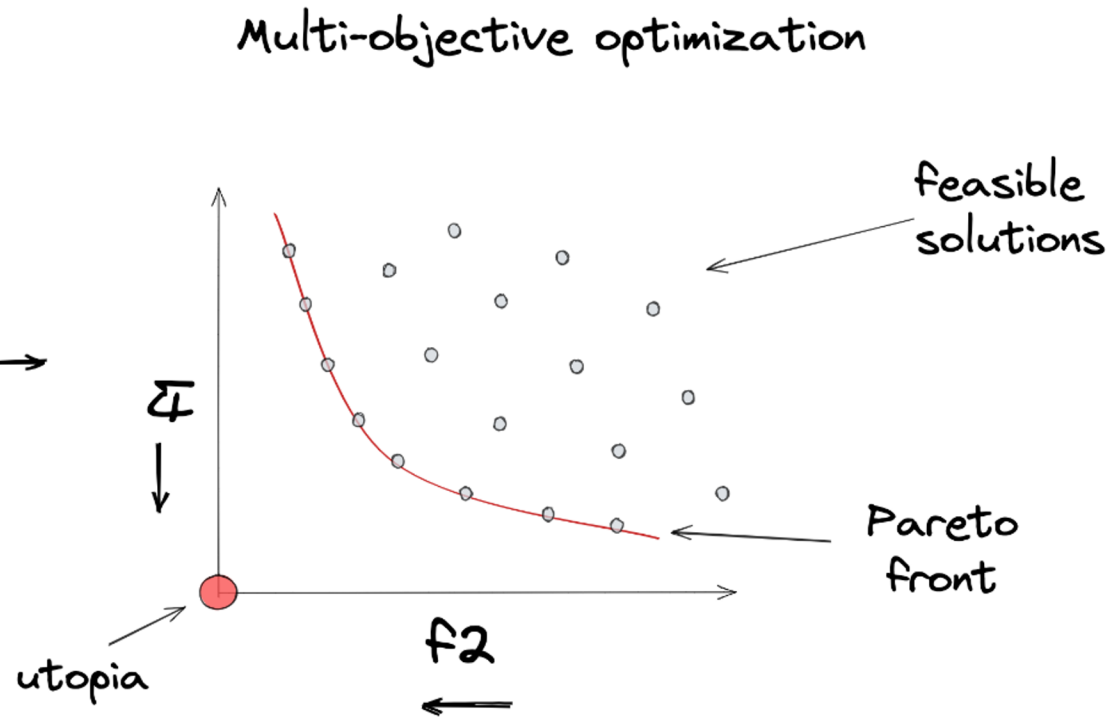 Multi-objective optimization
feasible
solutions
f1
Pareto
front
f2
utopia